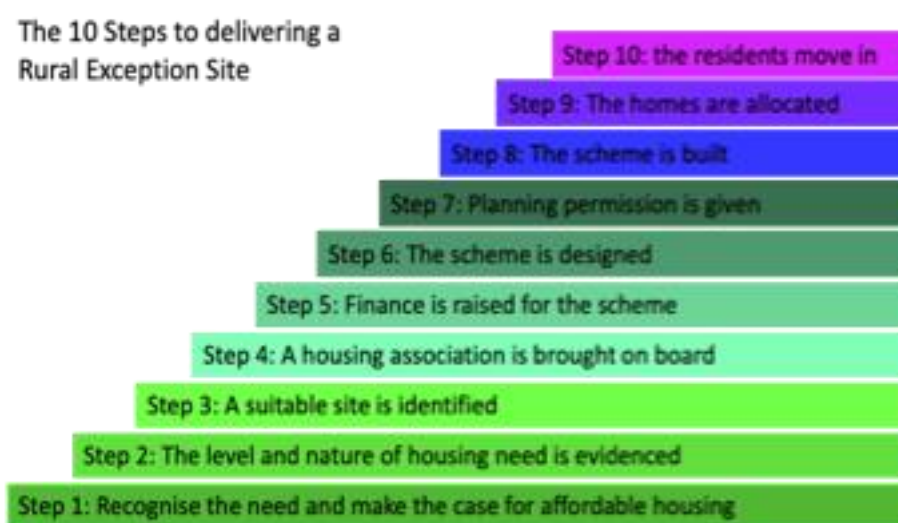 The 10 Steps to delivering a
Rural Exception Site
Step 10: the residents move in
Step 9: The homes are allocated
Step 8: The scheme is built
Step 7: Planning permission is given
Step 6: The scheme is designed
Step 5: Finance is raised for the scheme
Step 4: A housing association is brought on board
Step 3: A suitable site is identified
Step 2: The level and nature of housing need is evidenced
Step 1: Recognise the need and make the case for affordable housing